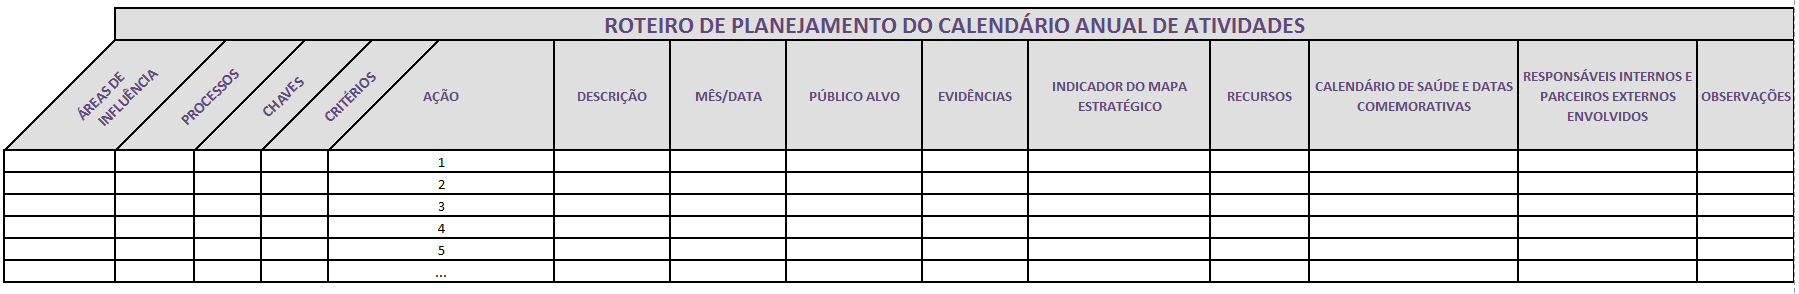 ROTEIRO DE PLANEJAMENTO DO CALENDÁRIO ANUAL DE ATIVIDADES
ÁREAS DE
INFLUÊNCIA
PROCESSOS
CHAVES
CRITÉRIOS
AÇÃO
DESCRIÇÃO
MÊS/DATA
PÚBLICO ALVO
EVIDÊNCIAS
INDICADOR DO MAPA
ESTRATÉGICO
RECURSOS
CALENDÁRIO DE SAÚDE E DATAS
COMEMORATIVAS
RESPONSÁVEIS INTERNOS E
PARCEIROS EXTERNOS
ENVOLVIDOS
OBSERVAÇÕES
1
2
3
4
5
...